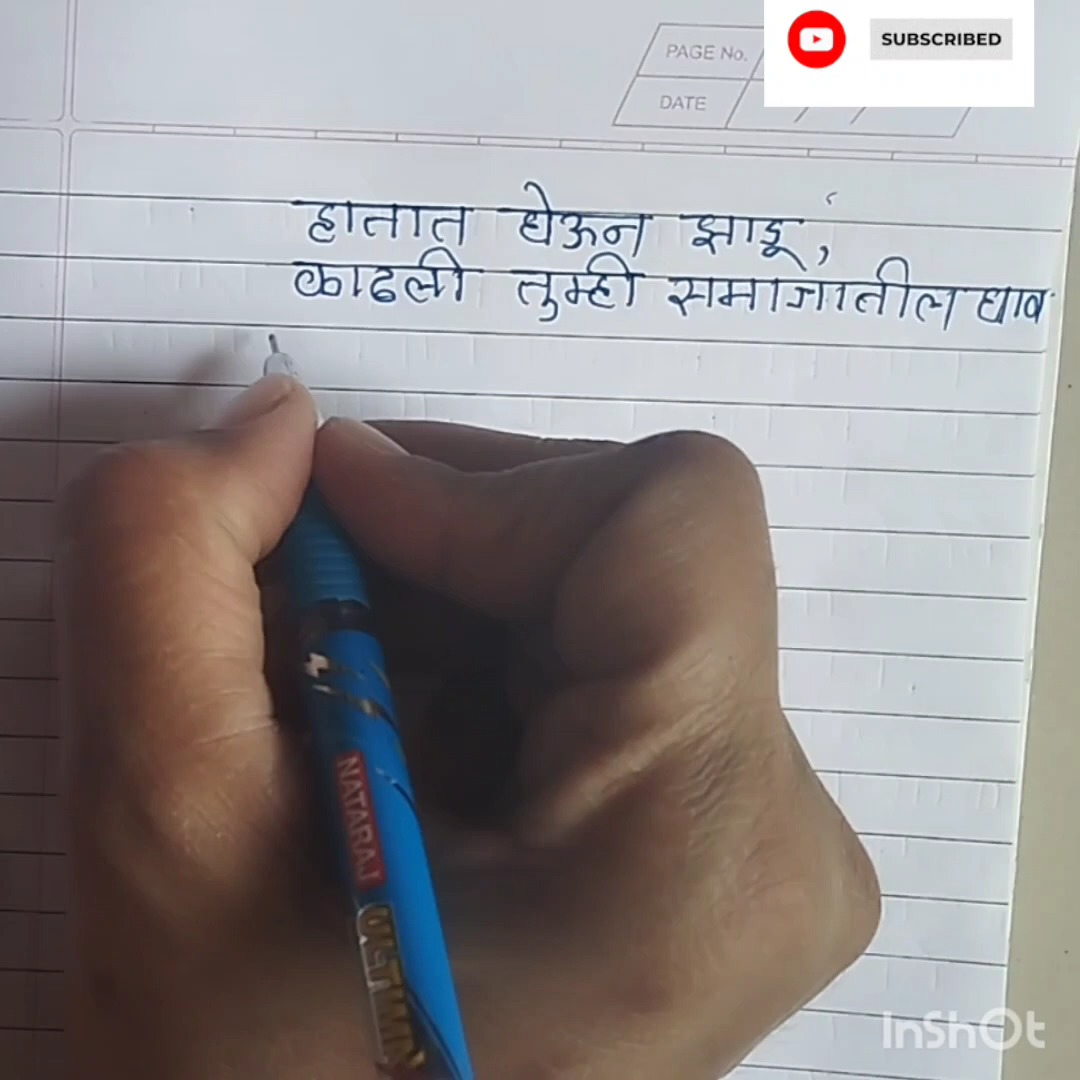 PAGE No.
DATE
SUBSCRIBED
हातात घेऊन झाडू,
काढली तुम्ही समाजातील घाव
NATARAJ
InShOt